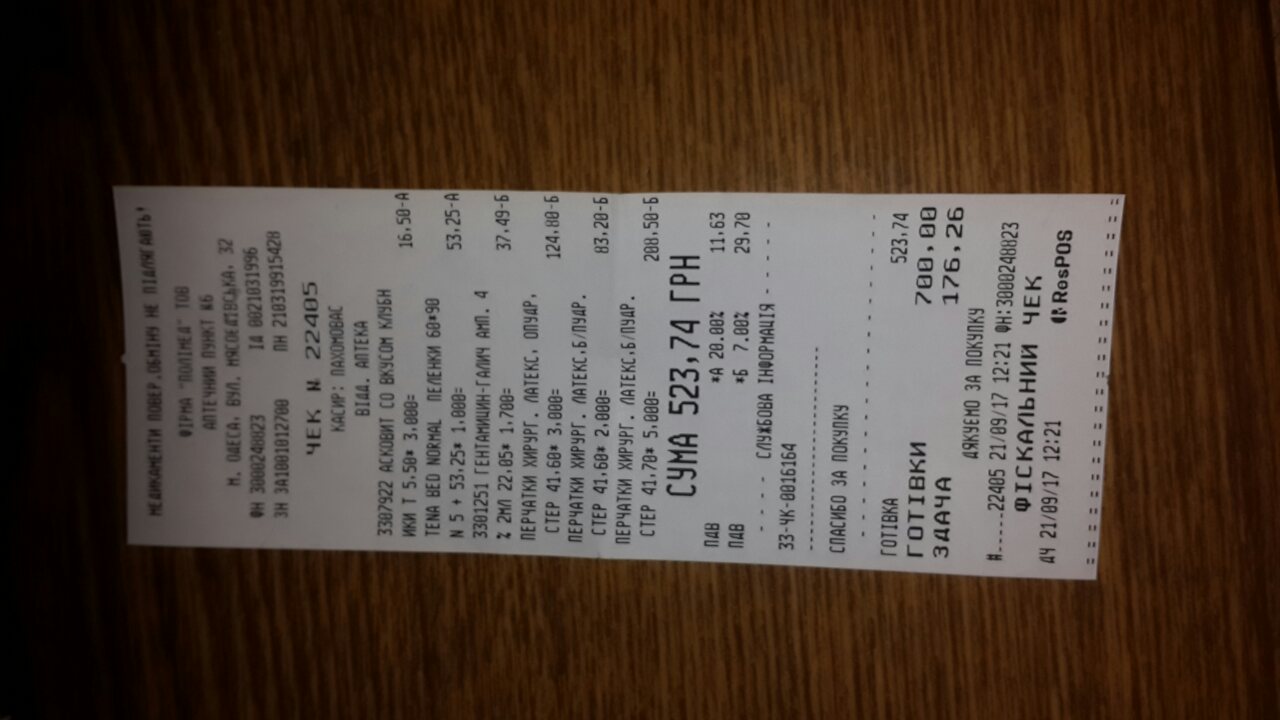 МЕДИКАМЕНТИ ПОВЕР,ОБМІНУ НЕ ПІДЛЯГАЮТЬ!
ФІРМА "ПОЛІМЕД" ТОВ
АПТЕЧНИЙ ПУНКТ №6
М. ОДЕСА, ВУЛ. МЯСОЄДІВСЬКА, 32
ФН 3000248823 ІД 0021031996
ЗН ЗА1001012700 ПН 210319915428
ЧЕК № 22405
КАСИР: ПАХОМОВАС
ВІДД. АПТЕКА
3307922 АСКОВИТ СО ВКУСОМ КЛУБН
ИКИ Т 5.50* 3.000= 16.50-А
TENA BED NORMAL ПЕЛЕНКИ 60*90
N 5 + 53.25* 1.000= 53.25-А
3301251 ГЕНТАМИЦИН-ГАЛИЧ АМП. 4
% 2МЛ 22.05* 1.700= 37.49-Б
ПЕРЧАТКИ ХИРУРГ. ЛАТЕКС, ОПУДР,
СТЕР 41.60* 3.000= 124.80-Б
ПЕРЧАТКИ ХИРУРГ. ЛАТЕКС,Б/ПУДР.
СТЕР 41.60* 2.000= 83.20-Б
ПЕРЧАТКИ ХИРУРГ. ЛАТЕКС,Б/ПУДР.
СТЕР 41.70* 5.000= 208.50-Б
СУМА 523,74 ГРН
ПДВ *А 20.00% 11.63
ПДВ *Б 7.00% 29.70
- - - - СЛУЖБОВА ІНФОРМАЦІЯ - - - -
33-ЧК-0016164
СПАСИБО ЗА ПОКУПКУ
ГОТІВКА 523,74
ГОТІВКИ 700,00
ЗДАЧА 176,26
ДЯКУЄМО ЗА ПОКУПКУ
#.....22405 21/09/17 12:21 ФН:3000248823
ФІСКАЛЬНИЙ ЧЕК
ДЧ 21/09/17 12:21 RosPOS